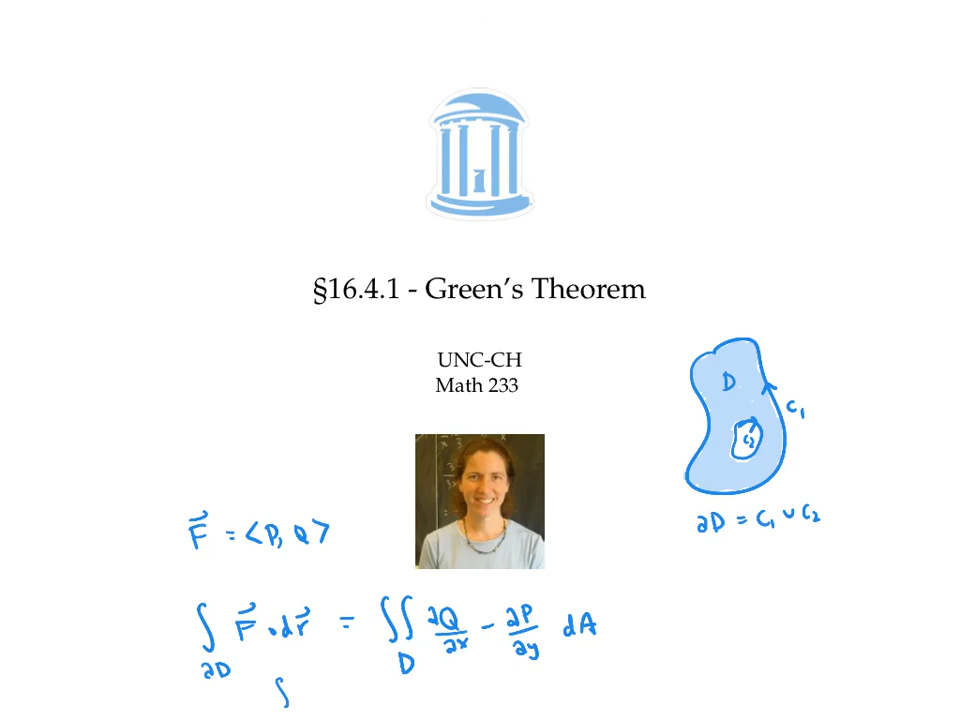 §16.4.1 - Green's Theorem
UNC-CH
Math 233
D
C₁
C₂
∂D = C₁ ∪ C₂
F⃗ = <P, Q>
∫_∂D F⃗ · dr⃗ = ∬_D ∂Q/∂x - ∂P/∂y dA
∫